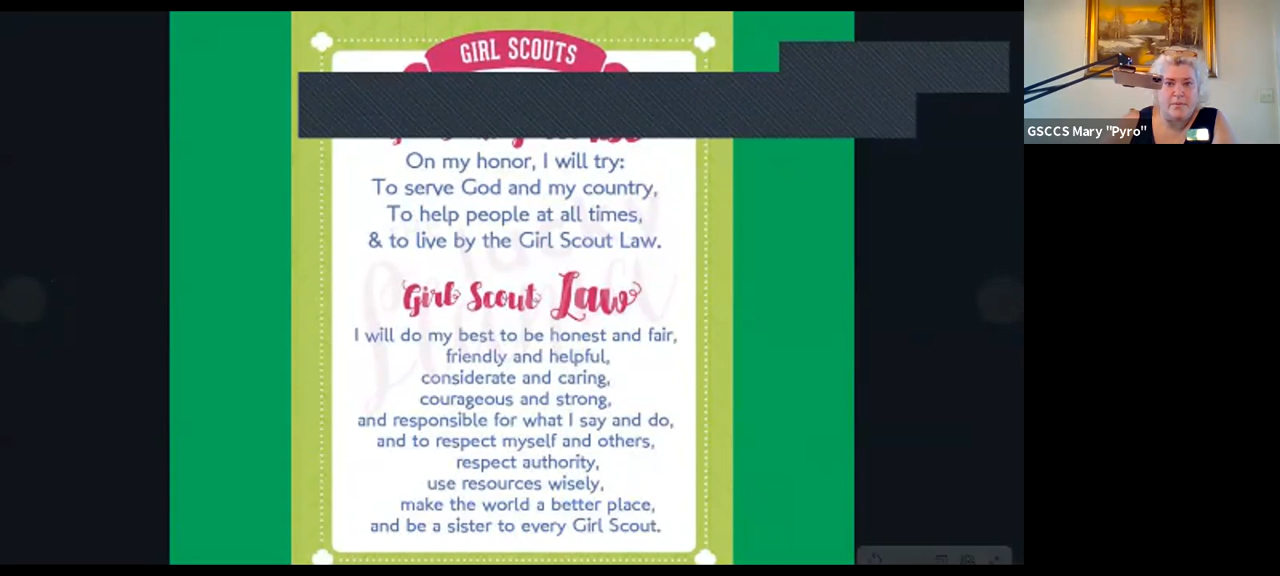 GIRL SCOUTS
On my honor, I will try:
To serve God and my country,
To help people at all times,
& to live by the Girl Scout Law.
Girl Scout Law
I will do my best to be honest and fair,
friendly and helpful,
considerate and caring,
courageous and strong,
and responsible for what I say and do,
and to respect myself and others,
respect authority,
use resources wisely,
make the world a better place,
and be a sister to every Girl Scout.
GSCCS Mary "Pyro"